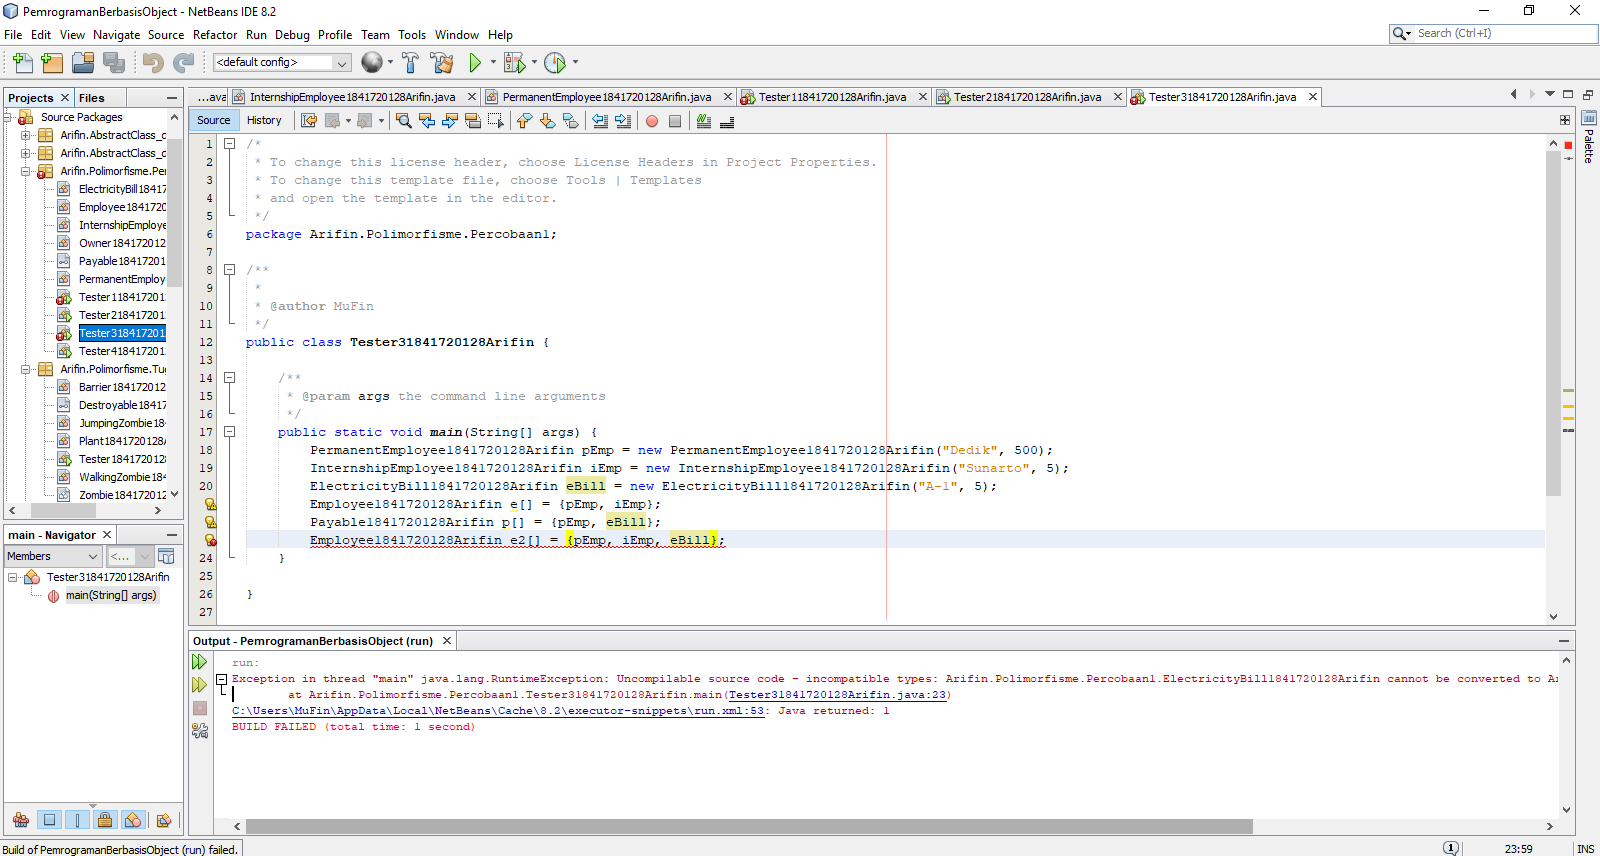 PemrogramanBerbasisObject - NetBeans IDE 8.2
File Edit View Navigate Source Refactor Run Debug Profile Team Tools Window Help
Search (Ctrl+I)
<default config>
Projects Files
...ava InternshipEmployee1841720128Arifin.java PermanentEmployee1841720128Arifin.java Tester11841720128Arifin.java Tester21841720128Arifin.java Tester31841720128Arifin.java
Source History
Palette
Source Packages
Arifin.AbstractClass_d
Arifin.AbstractClass_d
Arifin.Polimorfisme.Per
ElectricityBill18417
Employee1841720
InternshipEmploye
Owner184172012
Payable18417201
PermanentEmploy
Tester118417201
Tester218417201
Tester318417201
Tester418417201
Arifin.Polimorfisme.Tug
Barrier184172012
Destroyable18417
JumpingZombie18
Plant1841720128A
Tester184172012
WalkingZombie18
Zombie184172012
1 /*
2 * To change this license header, choose License Headers in Project Properties.
3 * To change this template file, choose Tools | Templates
4 * and open the template in the editor.
5 */
6 package Arifin.Polimorfisme.Percobaan1;
7
8 /**
9 *
10 * @author MuFin
11 */
12 public class Tester31841720128Arifin {
13
14 /**
15 * @param args the command line arguments
16 */
17 public static void main(String[] args) {
18 PermanentEmployee1841720128Arifin pEmp = new PermanentEmployee1841720128Arifin("Dedik", 500);
19 InternshipEmployee1841720128Arifin iEmp = new InternshipEmployee1841720128Arifin("Sunarto", 5);
20 ElectricityBill1841720128Arifin eBill = new ElectricityBill1841720128Arifin("A-1", 5);
Employee1841720128Arifin e[] = {pEmp, iEmp};
Payable1841720128Arifin p[] = {pEmp, eBill};
Employee1841720128Arifin e2[] = {pEmp, iEmp, eBill};
24 }
25
26 }
27
main - Navigator
Members <...
Tester31841720128Arifin
main(String[] args)
Output - PemrogramanBerbasisObject (run)
run:
Exception in thread "main" java.lang.RuntimeException: Uncompilable source code - incompatible types: Arifin.Polimorfisme.Percobaan1.ElectricityBill1841720128Arifin cannot be converted to Ar
at Arifin.Polimorfisme.Percobaan1.Tester31841720128Arifin.main(Tester31841720128Arifin.java:23)
C:\Users\MuFin\AppData\Local\NetBeans\Cache\8.2\executor-snippets\run.xml:53: Java returned: 1
BUILD FAILED (total time: 1 second)
Build of PemrogramanBerbasisObject (run) failed.
1 23:59 INS